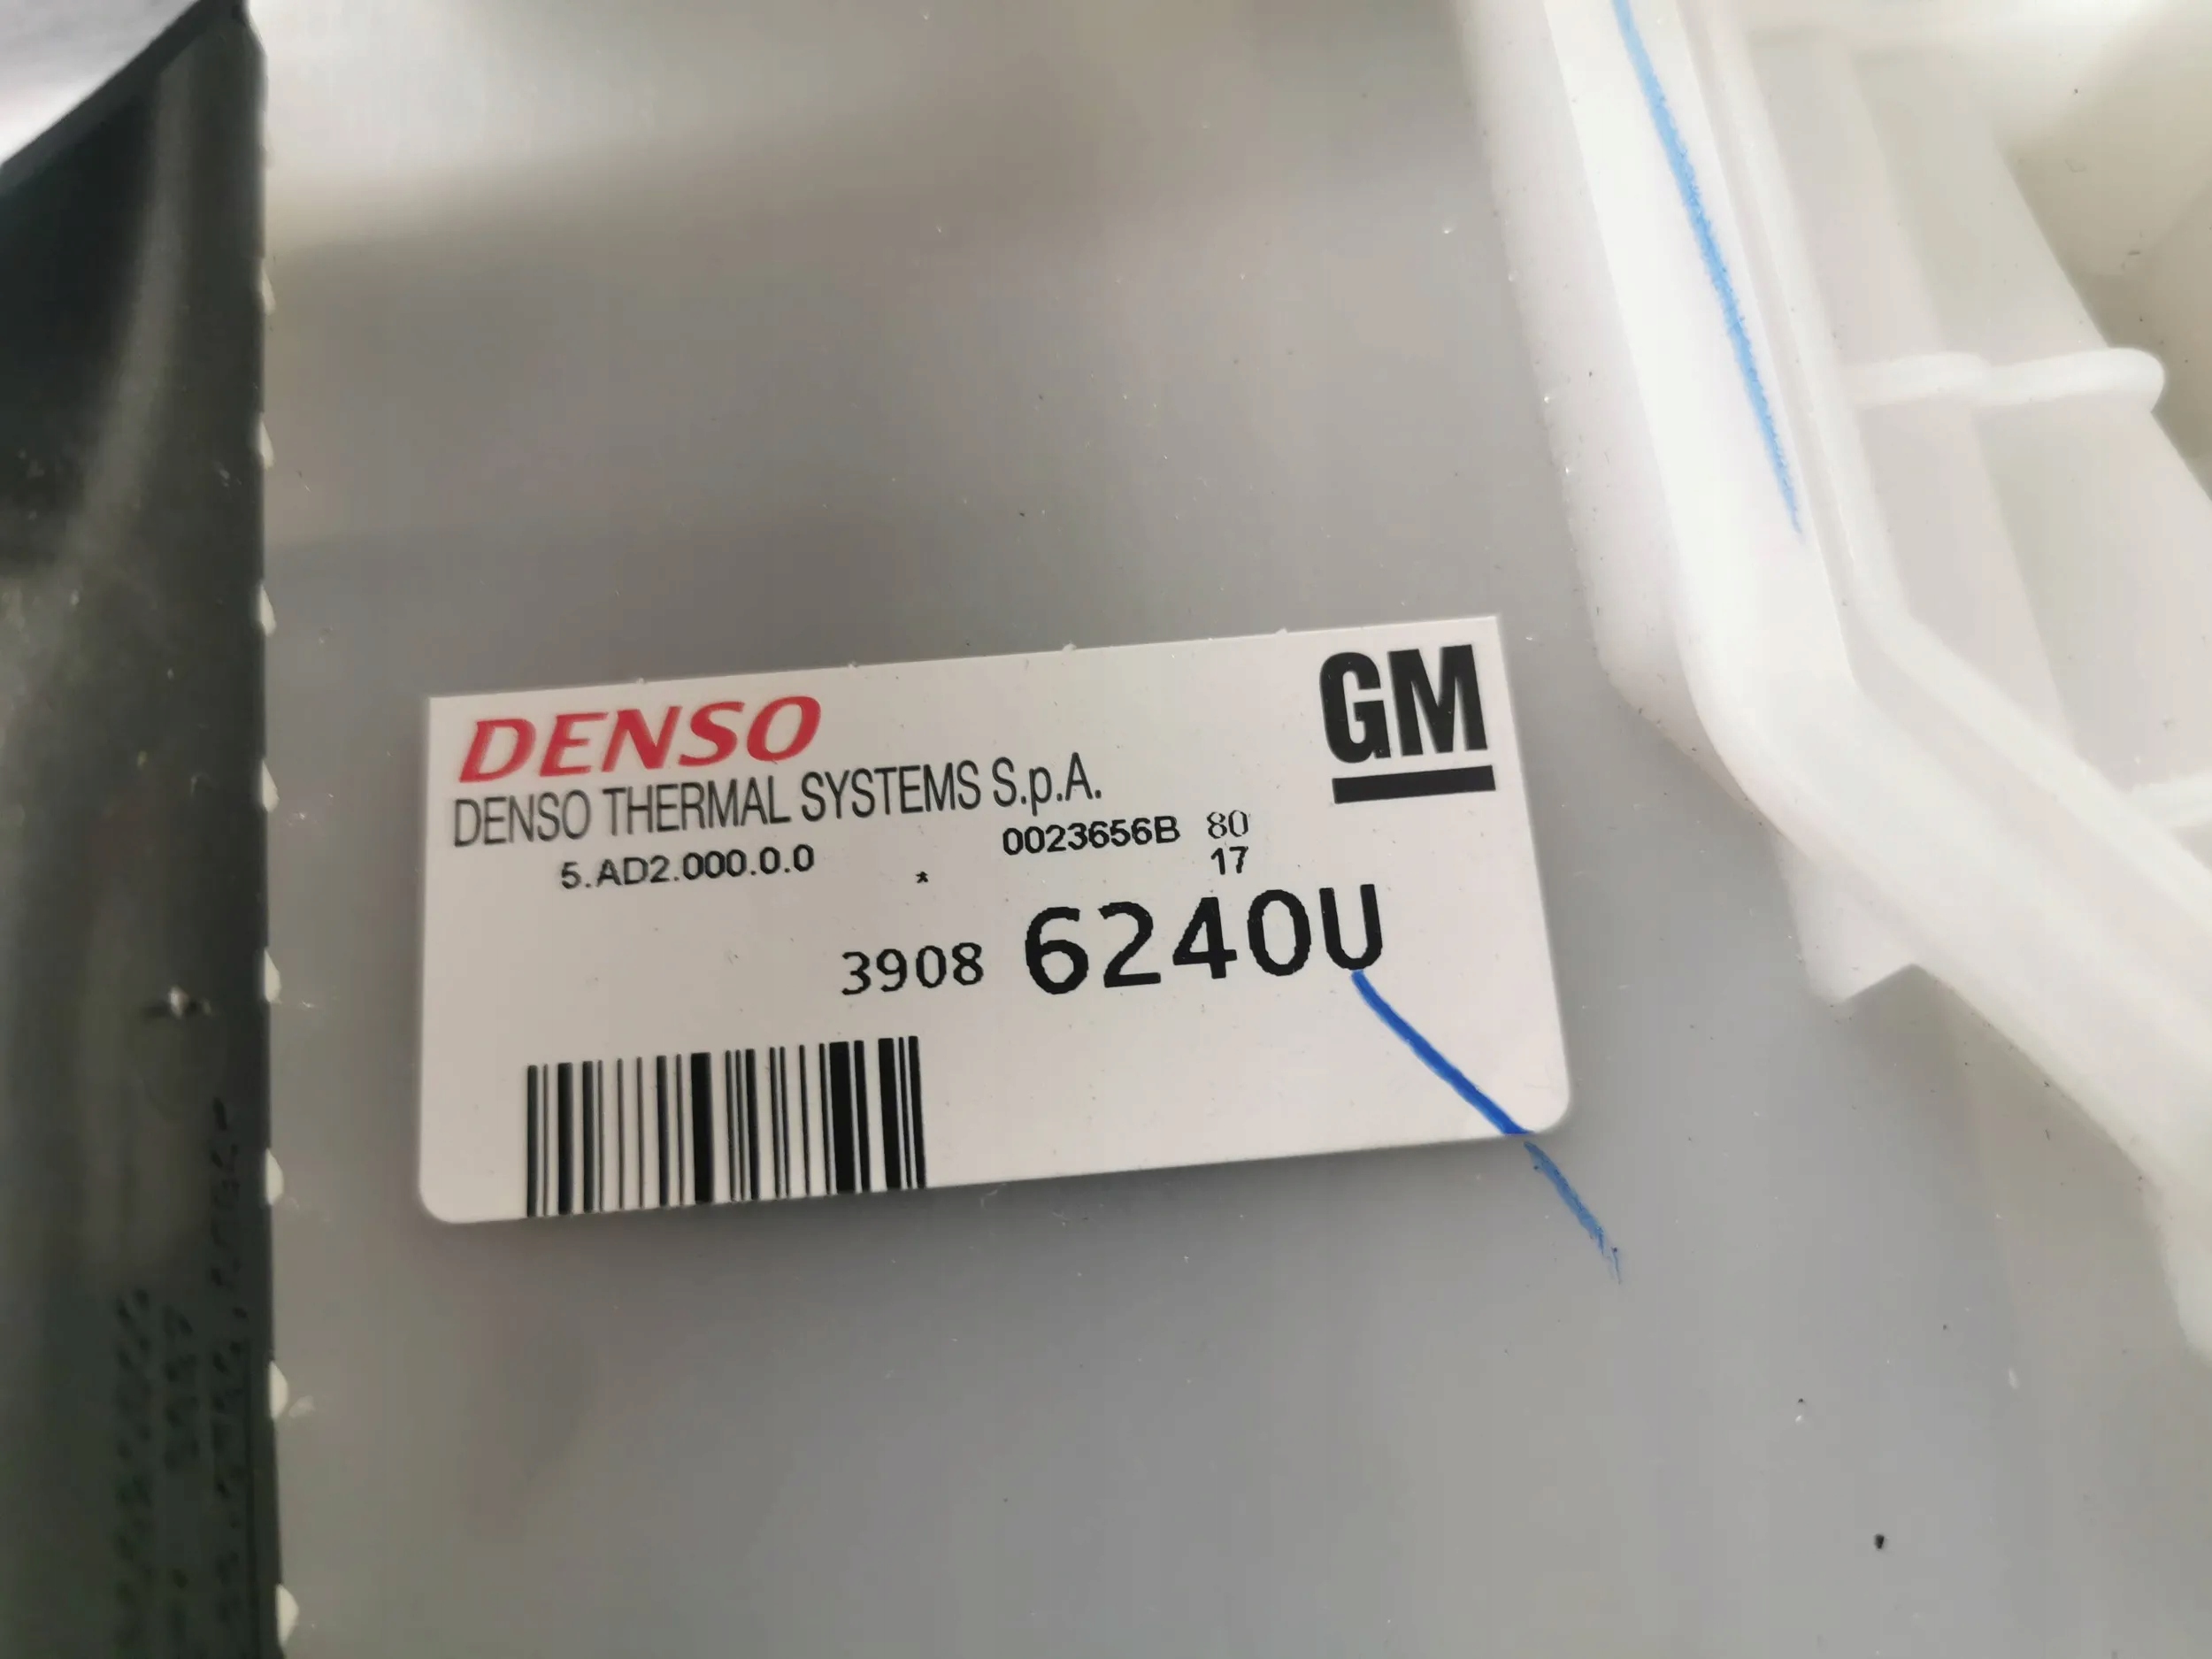 DENSO
GM
DENSO THERMAL SYSTEMS S.p.A.
5.AD2.000.0.0 * 0023656B 80
17
3908 6240U